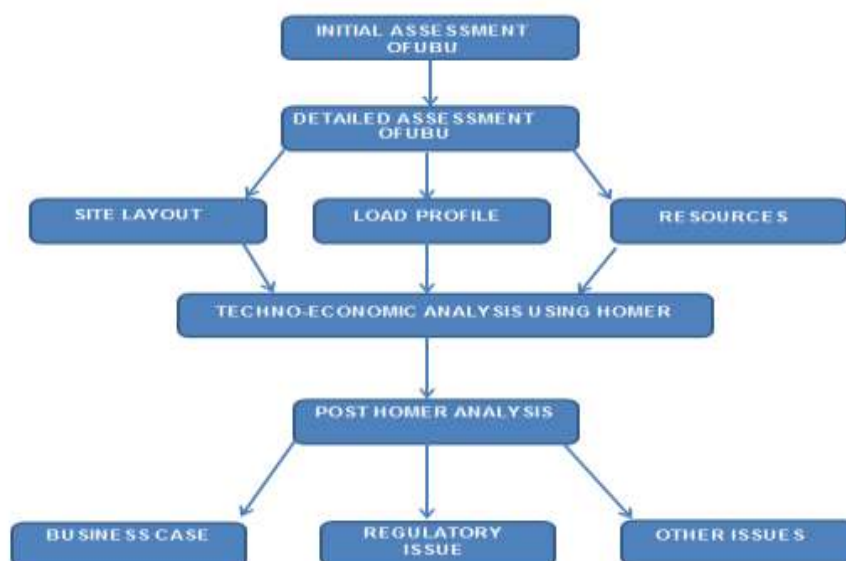 INITIAL ASSESSMENT
OFUBU
DETAILED ASSESSMENT
OFUBU
SITE LAYOUT
LOAD PROFILE
RESOURCES
TECHNO-ECONOMIC ANALYSIS USING HOMER
POST HOMER ANALYSIS
BUSINESS CASE
REGULATORY
ISSUE
OTHER ISSUES